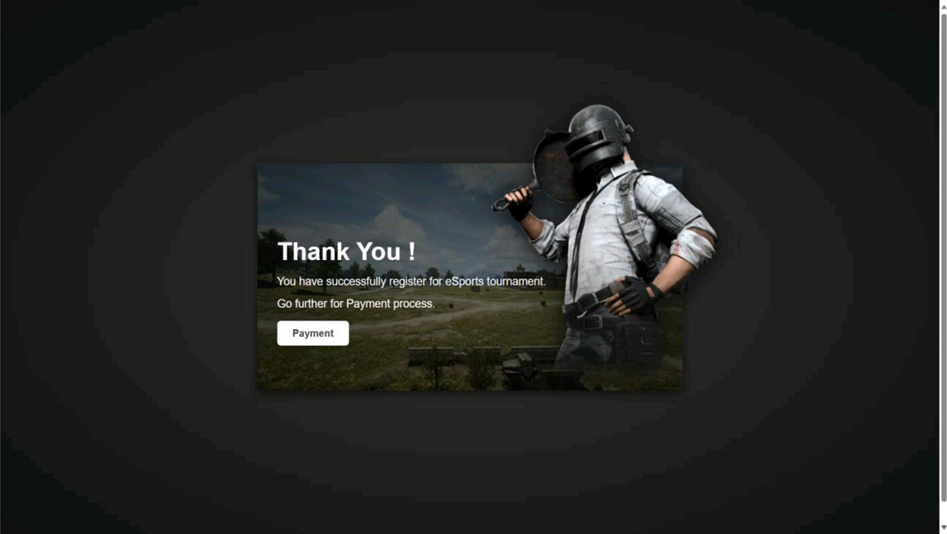 Thank You !
You have successfully register for eSports tournament.
Go further for Payment process.
Payment